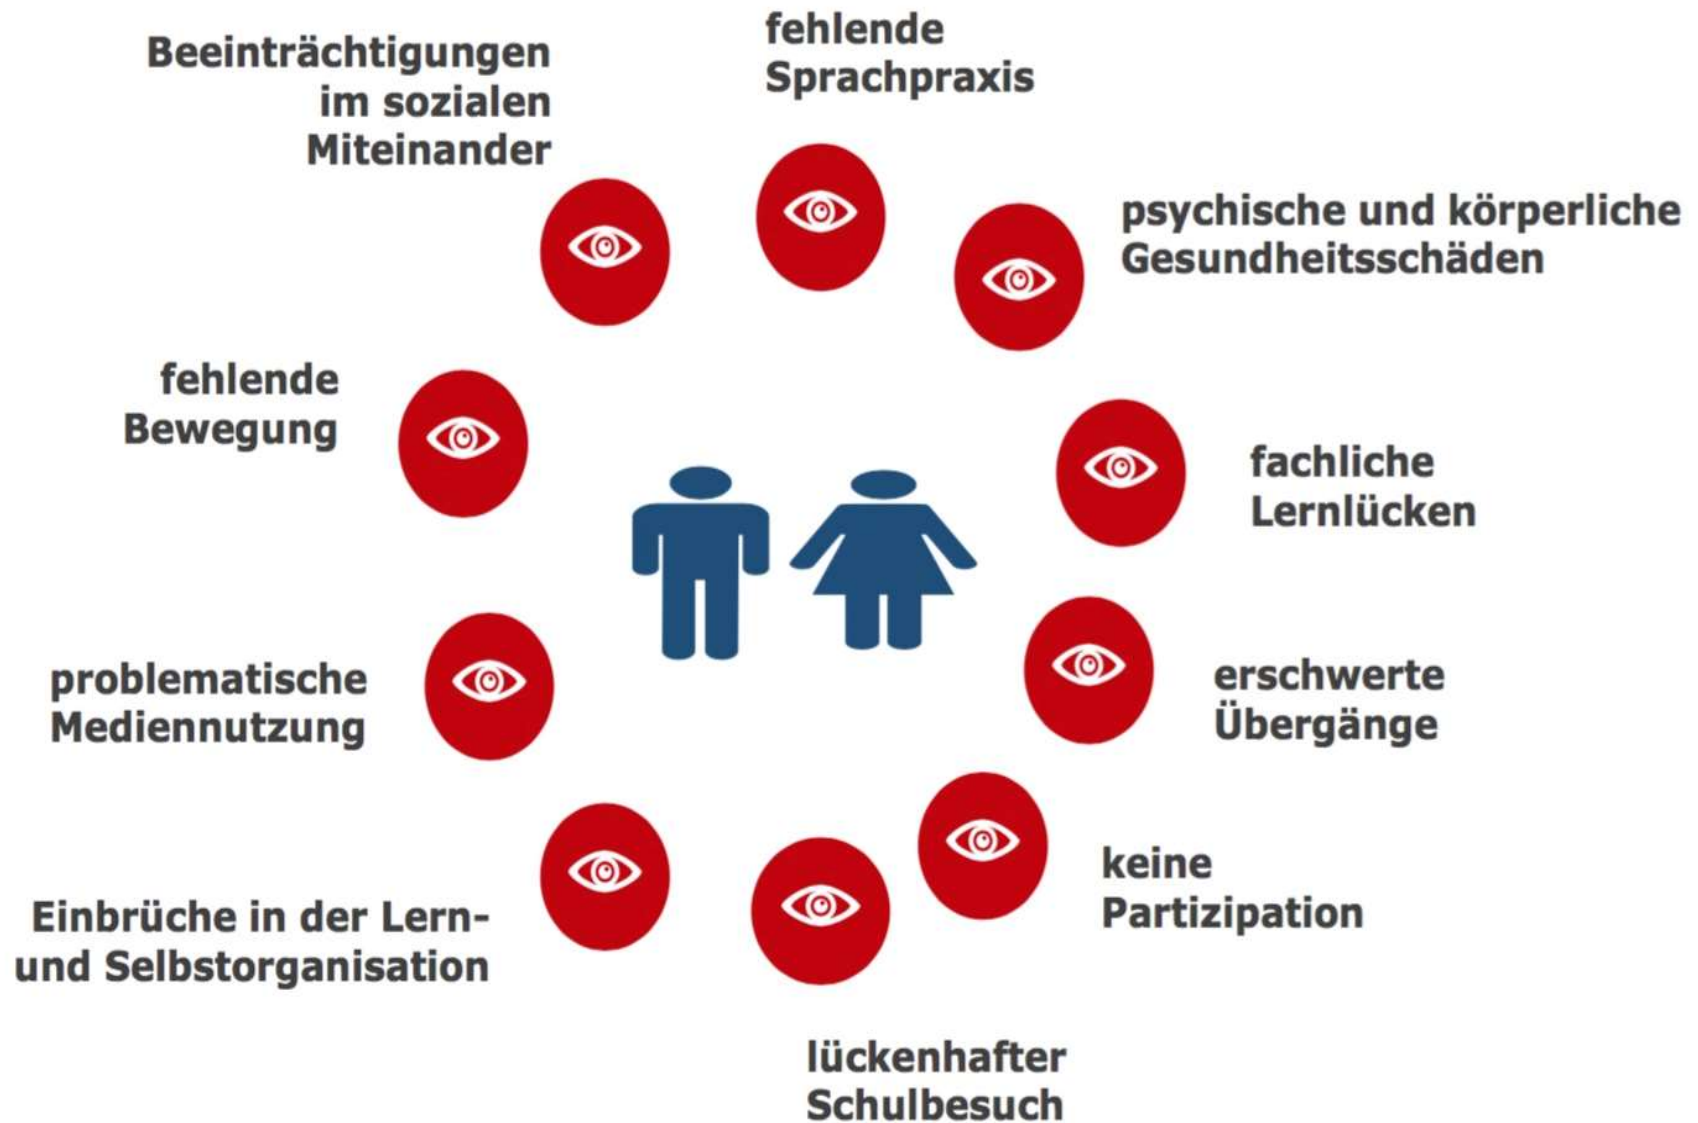 Beeinträchtigungen
im sozialen
Miteinander
fehlende
Sprachpraxis
psychische und körperliche
Gesundheitsschäden
fehlende
Bewegung
fachliche
Lernlücken
problematische
Mediennutzung
erschwerte
Übergänge
keine
Partizipation
Einbrüche in der Lern-
und Selbstorganisation
lückenhafter
Schulbesuch